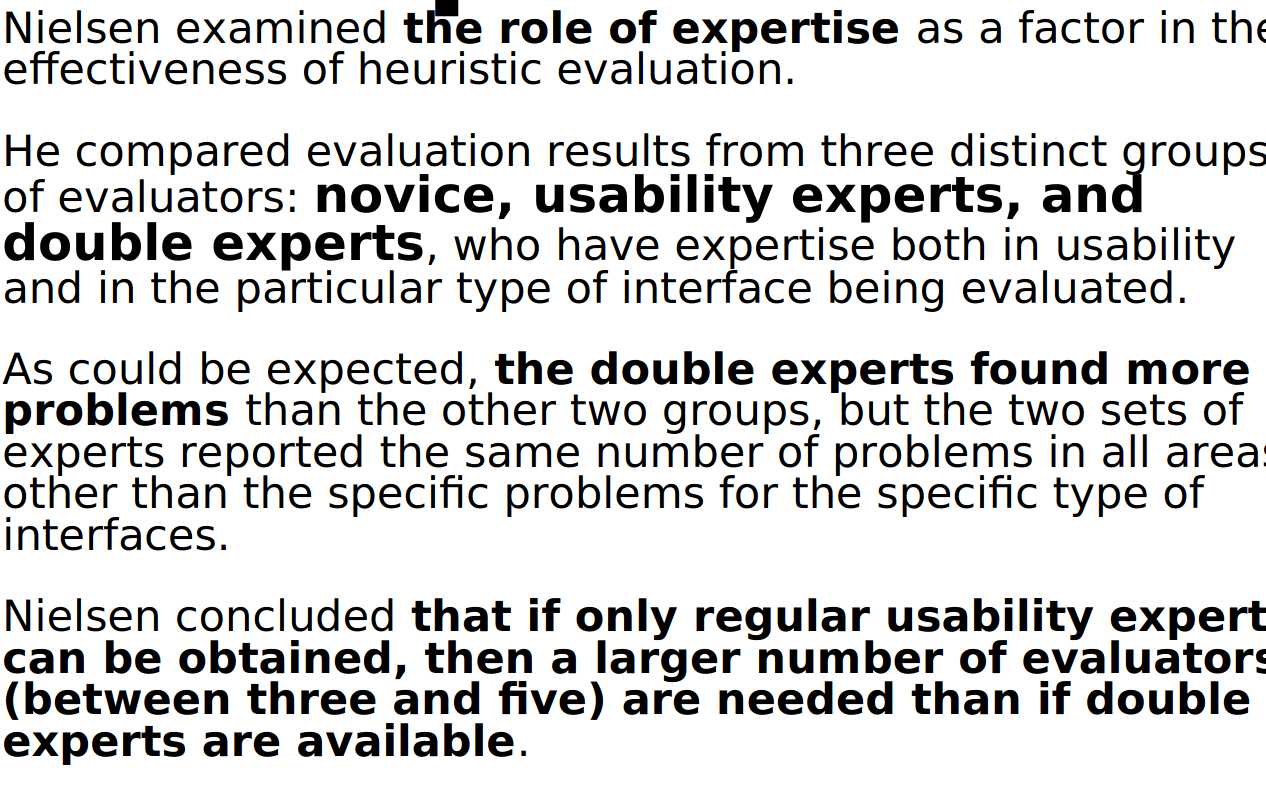 Nielsen examined the role of expertise as a factor in the
effectiveness of heuristic evaluation.
He compared evaluation results from three distinct groups
of evaluators: novice, usability experts, and
double experts, who have expertise both in usability
and in the particular type of interface being evaluated.
As could be expected, the double experts found more
problems than the other two groups, but the two sets of
experts reported the same number of problems in all areas
other than the specific problems for the specific type of
interfaces.
Nielsen concluded that if only regular usability expert
can be obtained, then a larger number of evaluators
(between three and five) are needed than if double
experts are available.